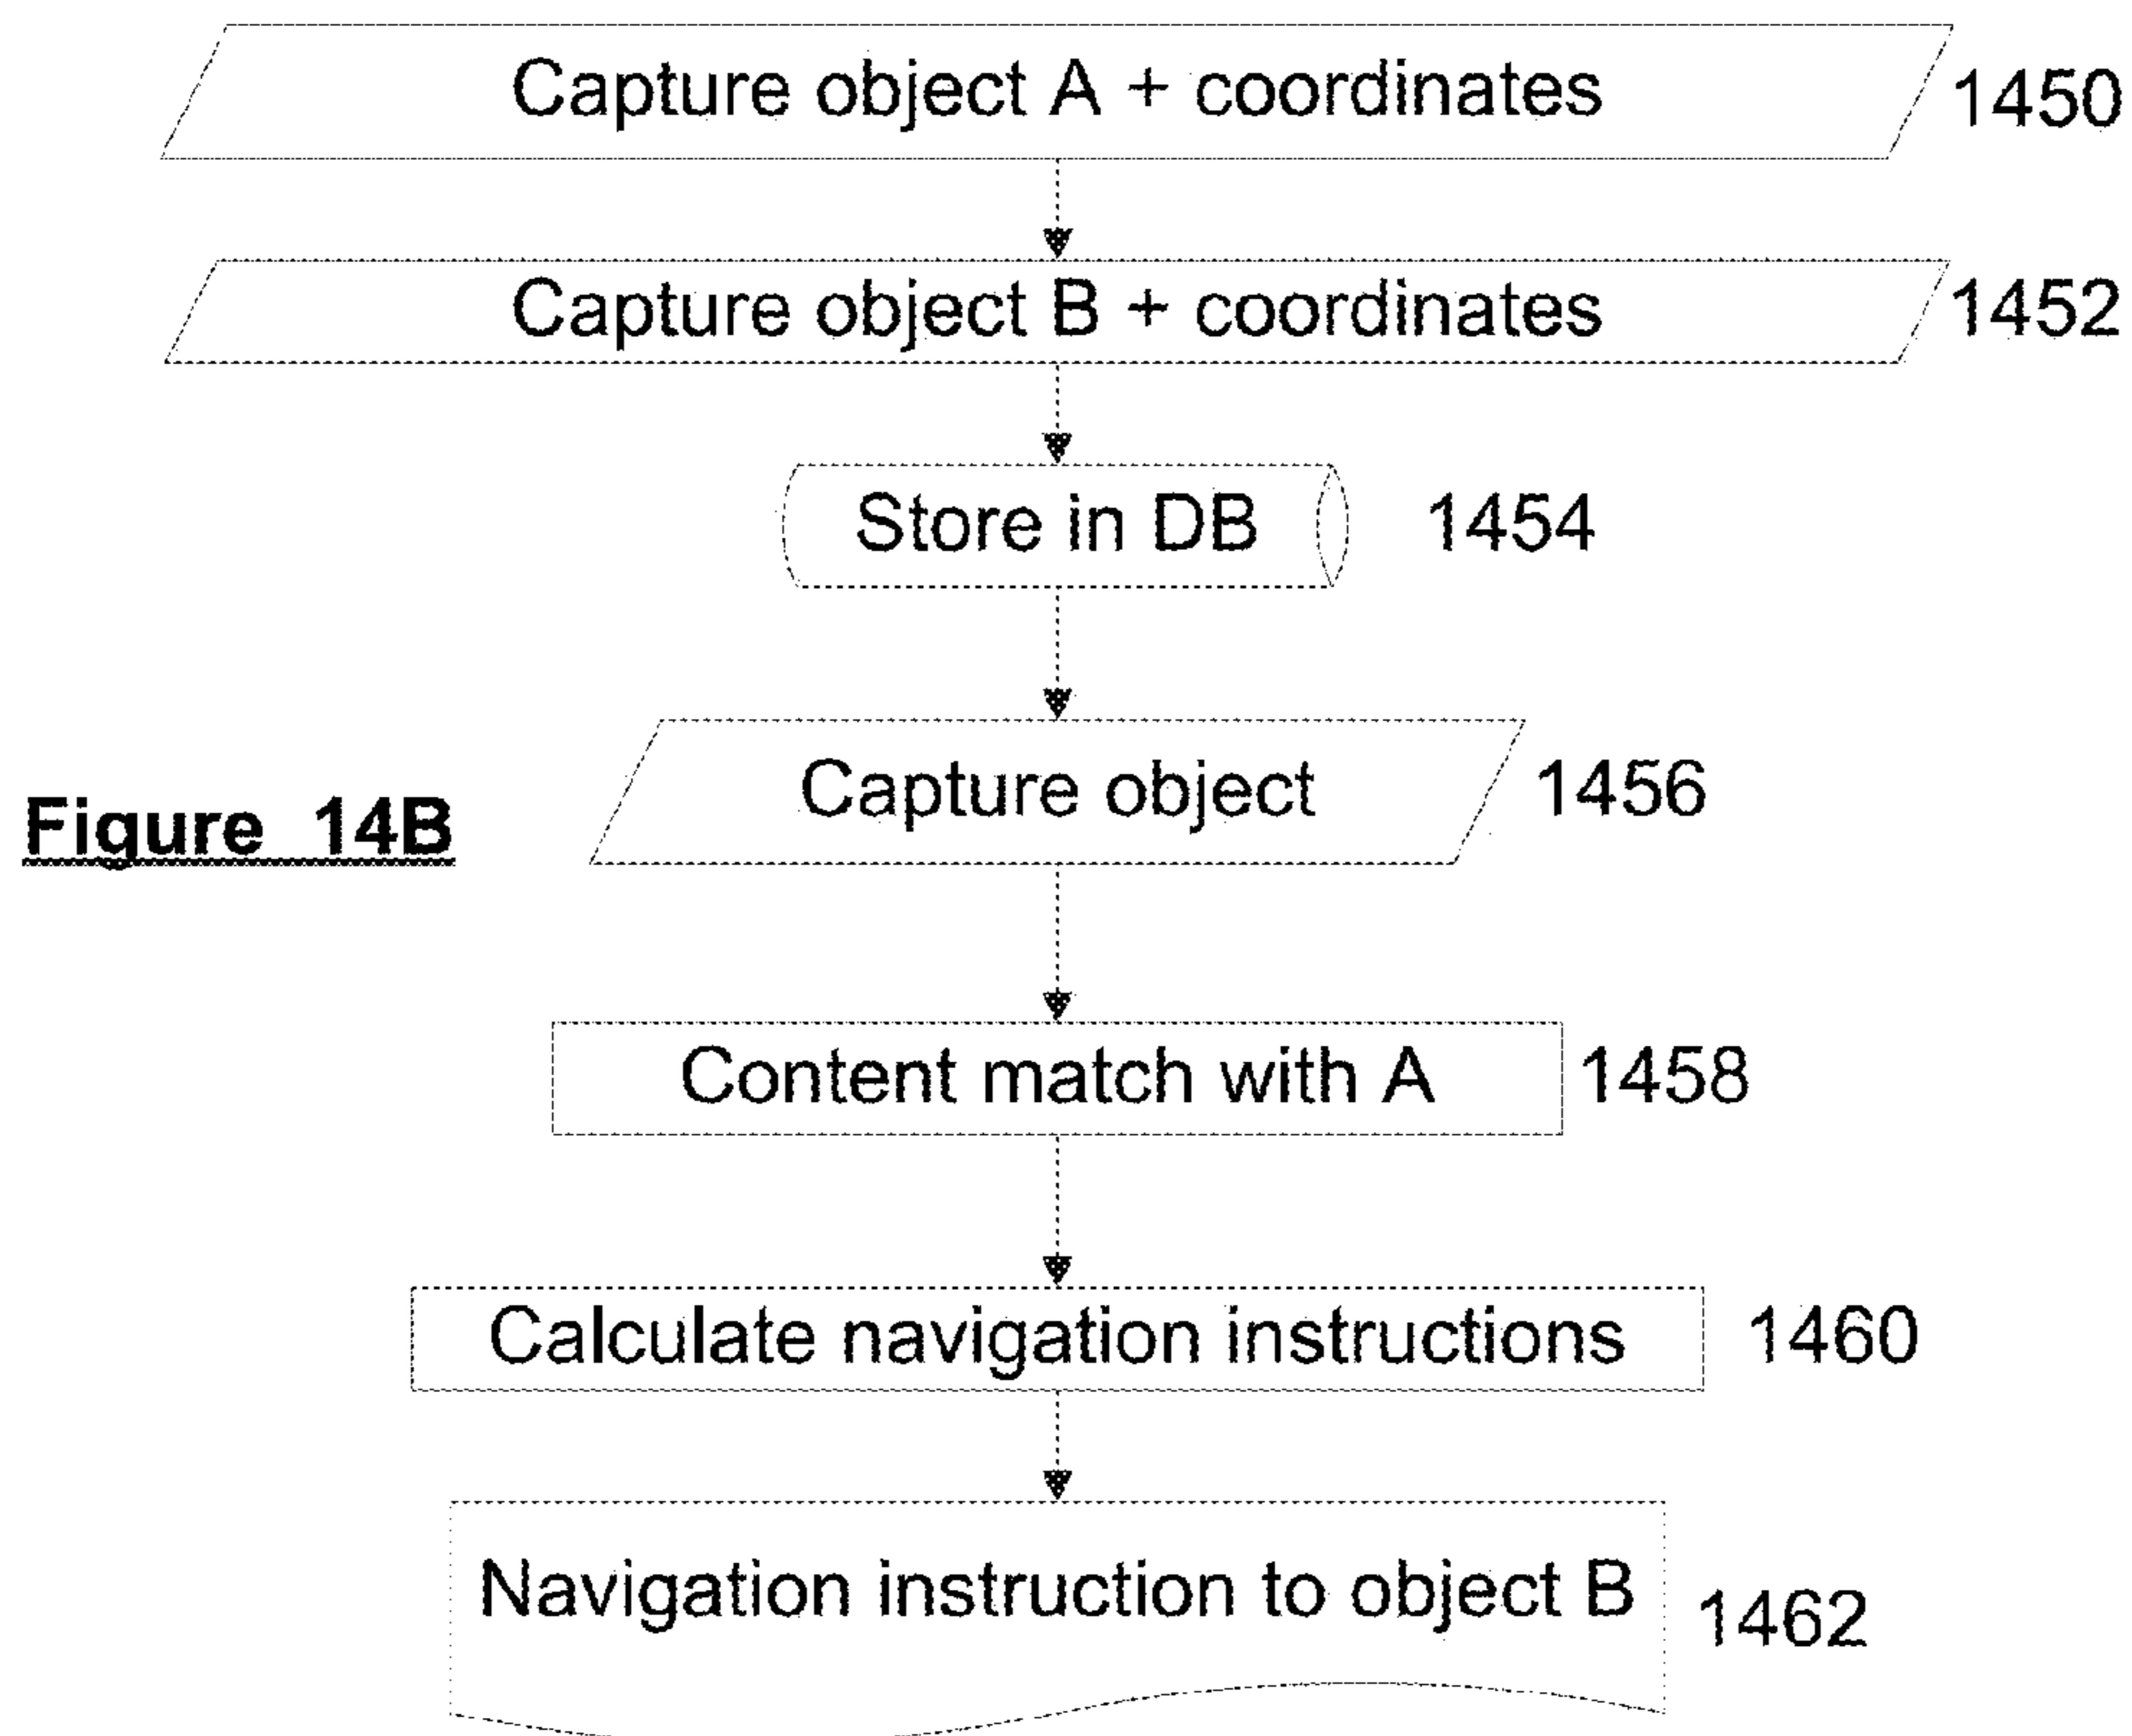 Capture object A + coordinates 1450
Capture object B + coordinates 1452
Store in DB 1454
Capture object 1456
Figure 14B
Content match with A 1458
Calculate navigation instructions 1460
Navigation instruction to object B 1462